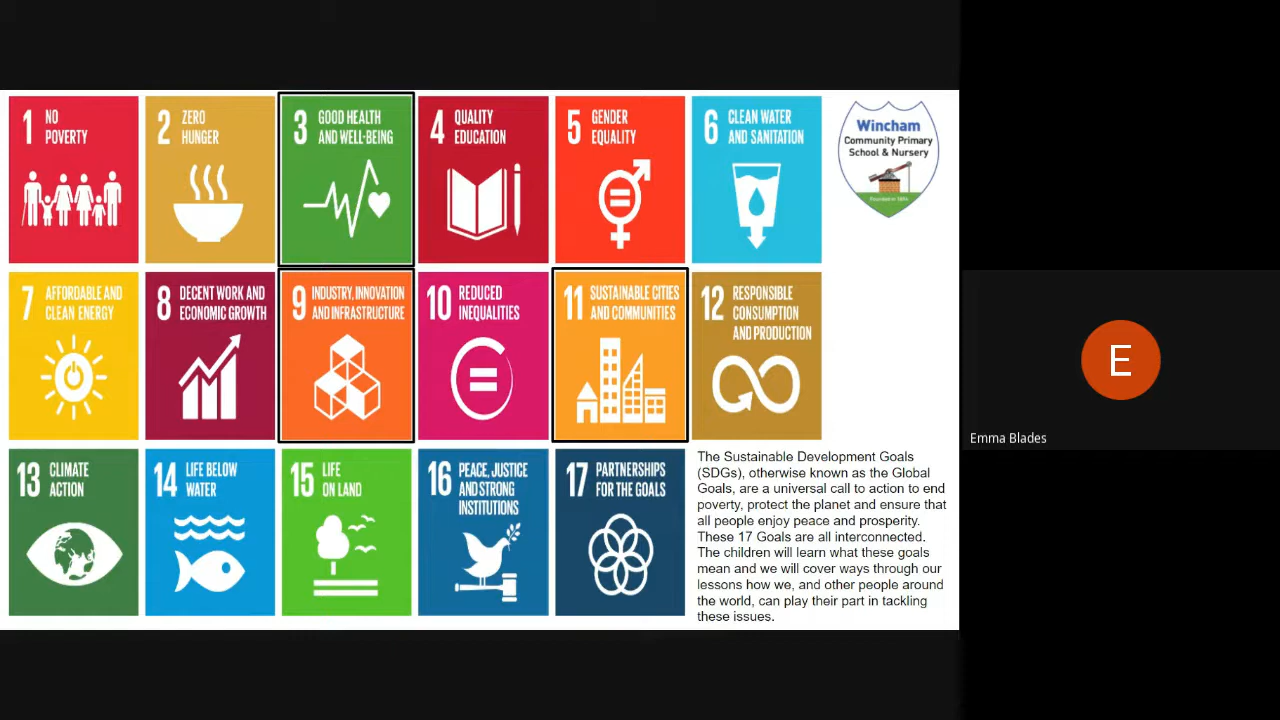 1 NO
POVERTY
2 ZERO
HUNGER
3 GOOD HEALTH
AND WELL-BEING
4 QUALITY
EDUCATION
5 GENDER
EQUALITY
6 CLEAN WATER
AND SANITATION
Wincham
Community Primary
School & Nursery
Founded in 1894
7 AFFORDABLE AND
CLEAN ENERGY
8 DECENT WORK AND
ECONOMIC GROWTH
9 INDUSTRY, INNOVATION
AND INFRASTRUCTURE
10 REDUCED
INEQUALITIES
11 SUSTAINABLE CITIES
AND COMMUNITIES
12 RESPONSIBLE
CONSUMPTION
AND PRODUCTION
E
Emma Blades
13 CLIMATE
ACTION
14 LIFE BELOW
WATER
15 LIFE
ON LAND
16 PEACE, JUSTICE
AND STRONG
INSTITUTIONS
17 PARTNERSHIPS
FOR THE GOALS
The Sustainable Development Goals
(SDGs), otherwise known as the Global
Goals, are a universal call to action to end
poverty, protect the planet and ensure that
all people enjoy peace and prosperity.
These 17 Goals are all interconnected.
The children will learn what these goals
mean and we will cover ways through our
lessons how we, and other people around
the world, can play their part in tackling
these issues.